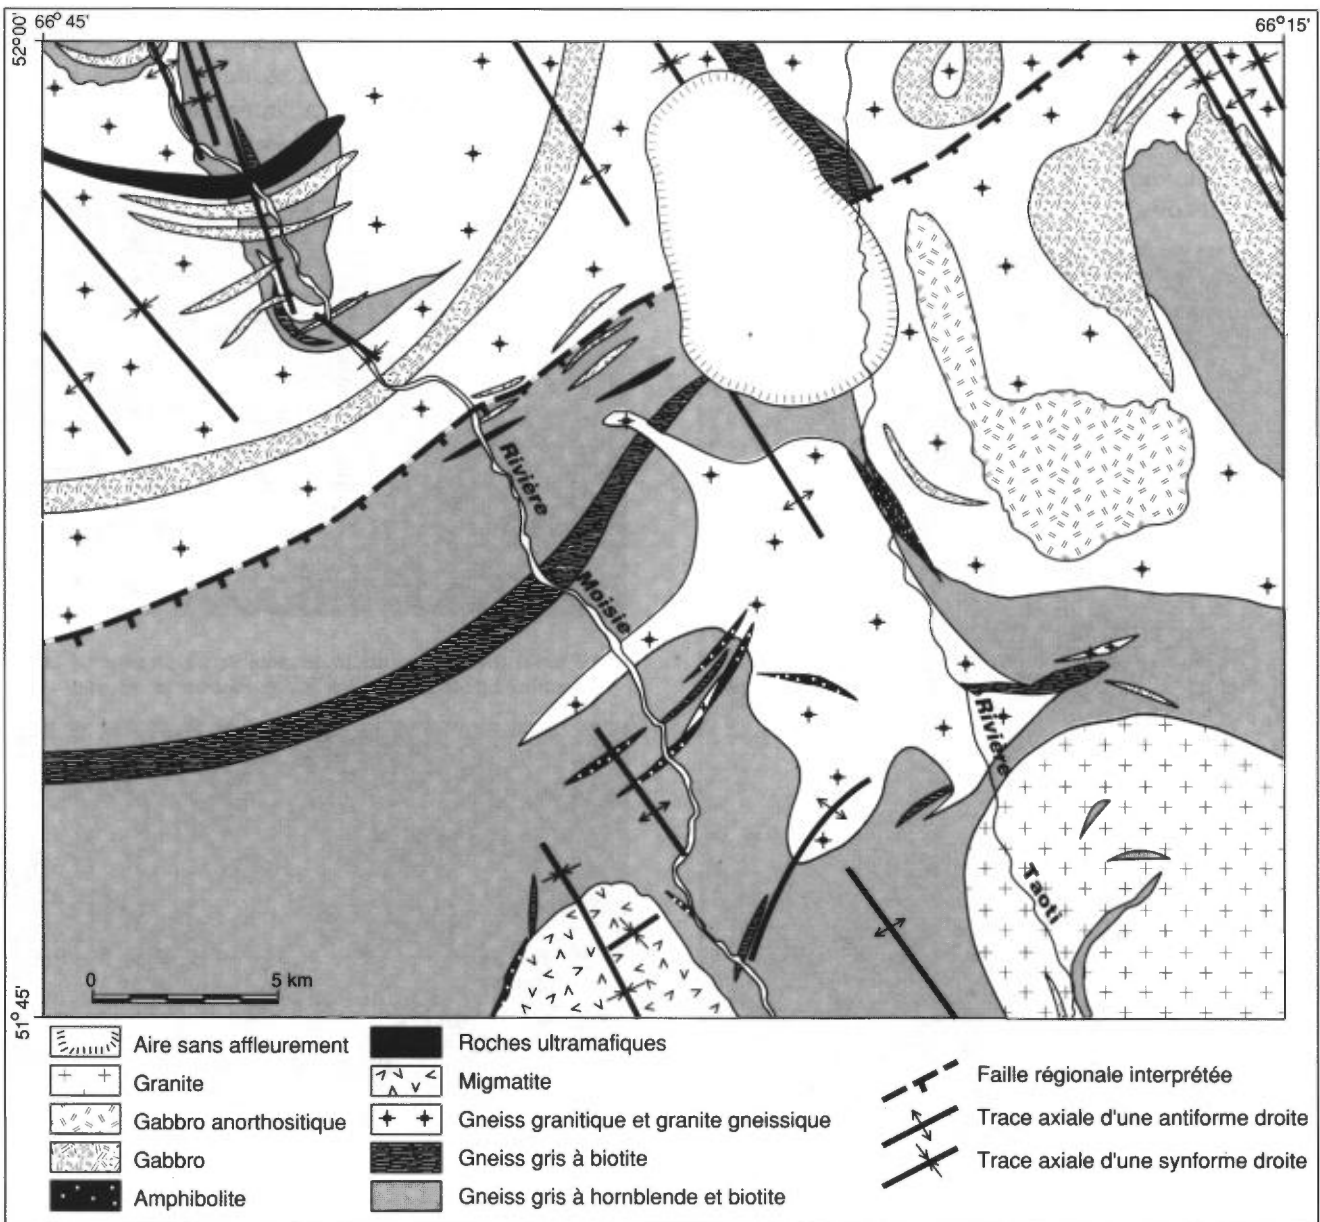 66° 45'
66° 15'
52° 00'
Rivière
Moisie
Rivière
Taoti
0 5 km
51° 45'
Aire sans affleurement
Granite
Gabbro anorthositique
Gabbro
Amphibolite
Roches ultramafiques
Migmatite
Gneiss granitique et granite gneissique
Gneiss gris à biotite
Gneiss gris à hornblende et biotite
Faille régionale interprétée
Trace axiale d'une antiforme droite
Trace axiale d'une synforme droite